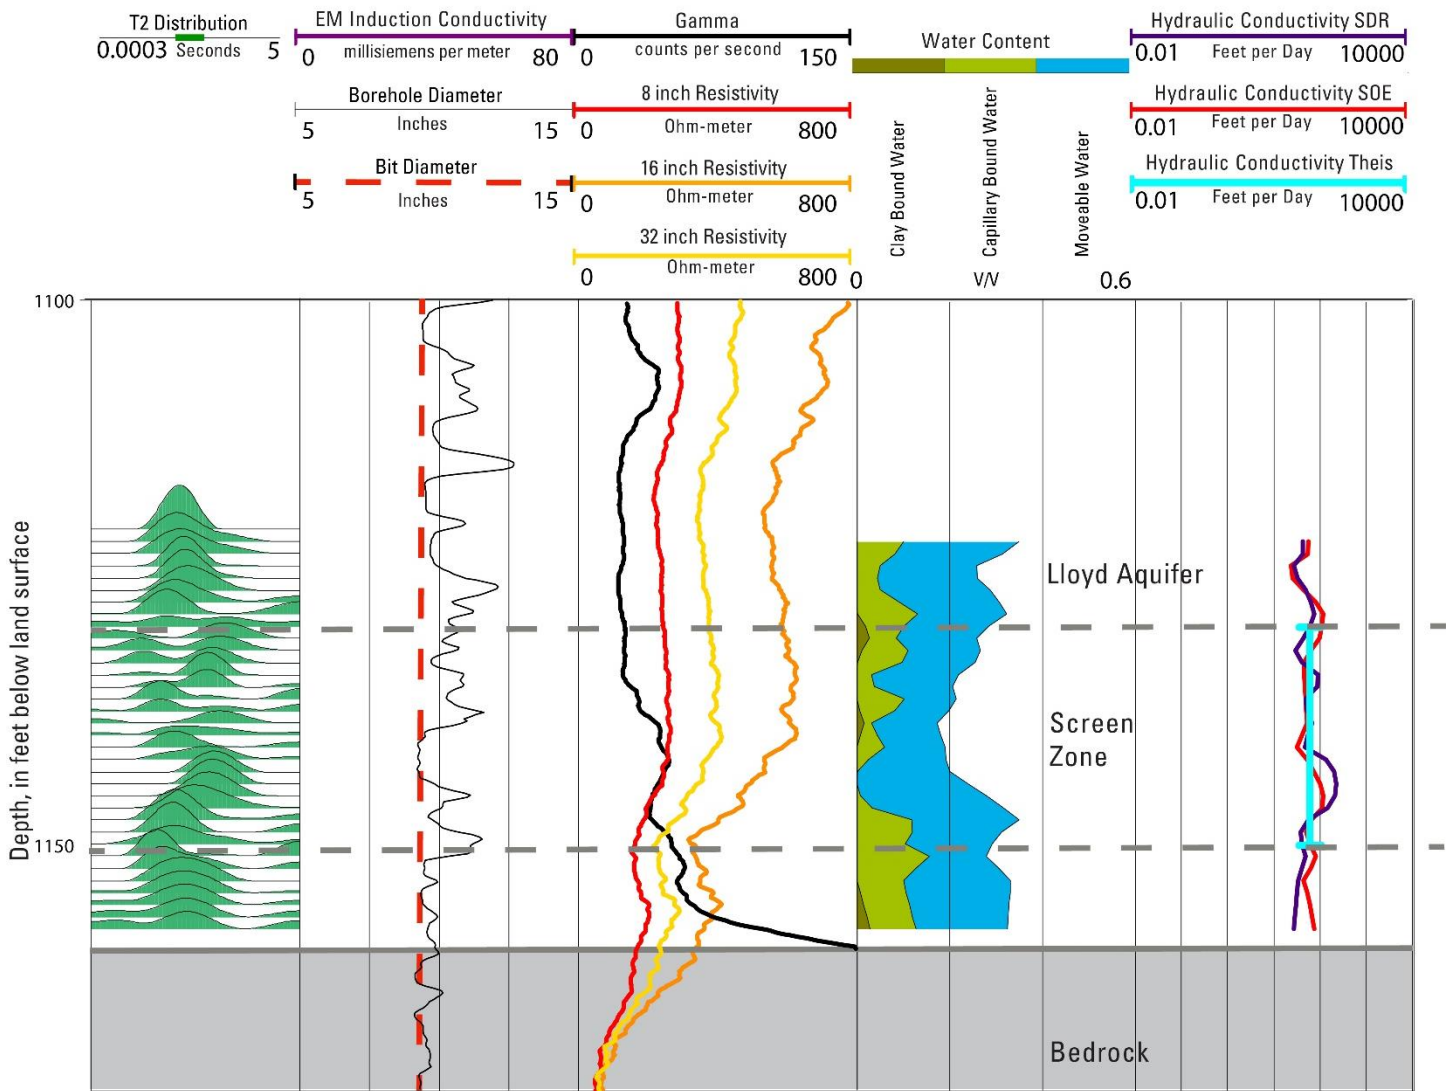 T2 Distribution
0.0003 Seconds 5
EM Induction Conductivity
0 millisiemens per meter 80
Borehole Diameter
5 Inches 15
Bit Diameter
5 Inches 15
Gamma
0 counts per second 150
8 inch Resistivity
0 Ohm-meter 800
16 inch Resistivity
0 Ohm-meter 800
32 inch Resistivity
0 Ohm-meter 800
Water Content
Clay Bound Water
Capillary Bound Water
Moveable Water
0 V/V 0.6
Hydraulic Conductivity SDR
0.01 Feet per Day 10000
Hydraulic Conductivity SOE
0.01 Feet per Day 10000
Hydraulic Conductivity Theis
0.01 Feet per Day 10000
Depth, in feet below land surface
1100
1150
Lloyd Aquifer
Screen
Zone
Bedrock